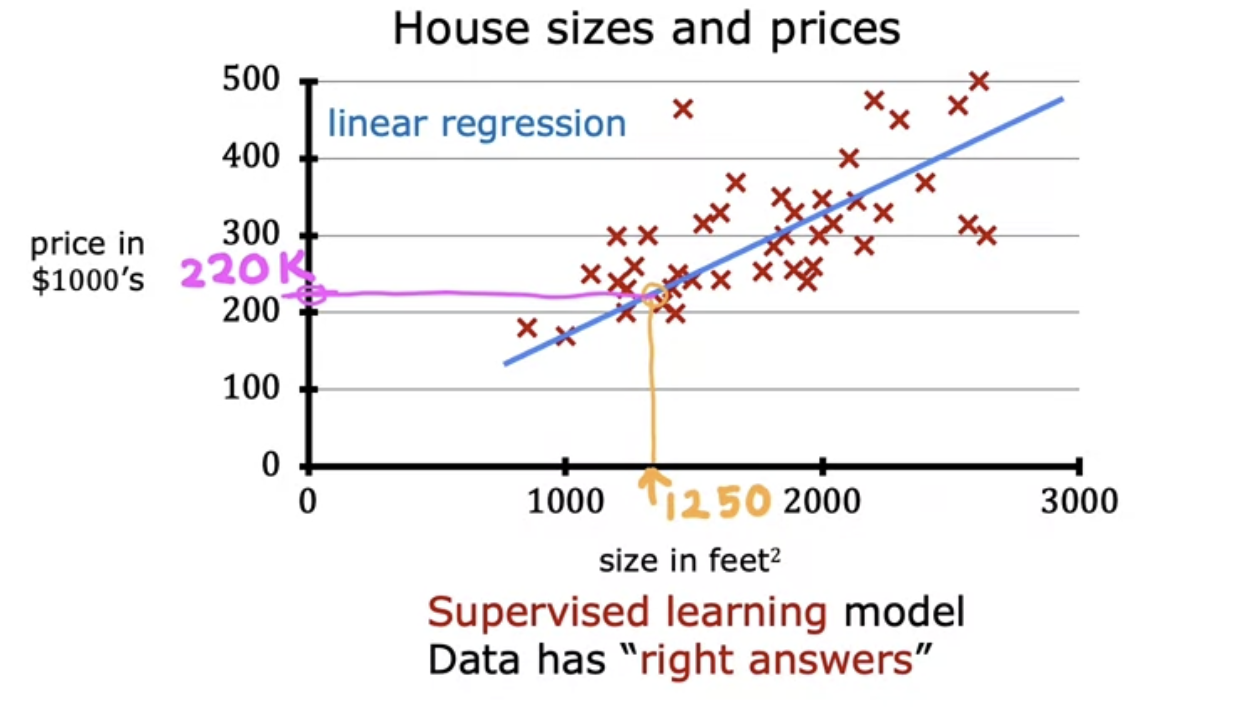 House sizes and prices
500
linear regression
400
300
price in
$1000’s
220K
200
100
0
0 1000 2000 3000
1250
size in feet²
Supervised learning model
Data has “right answers”